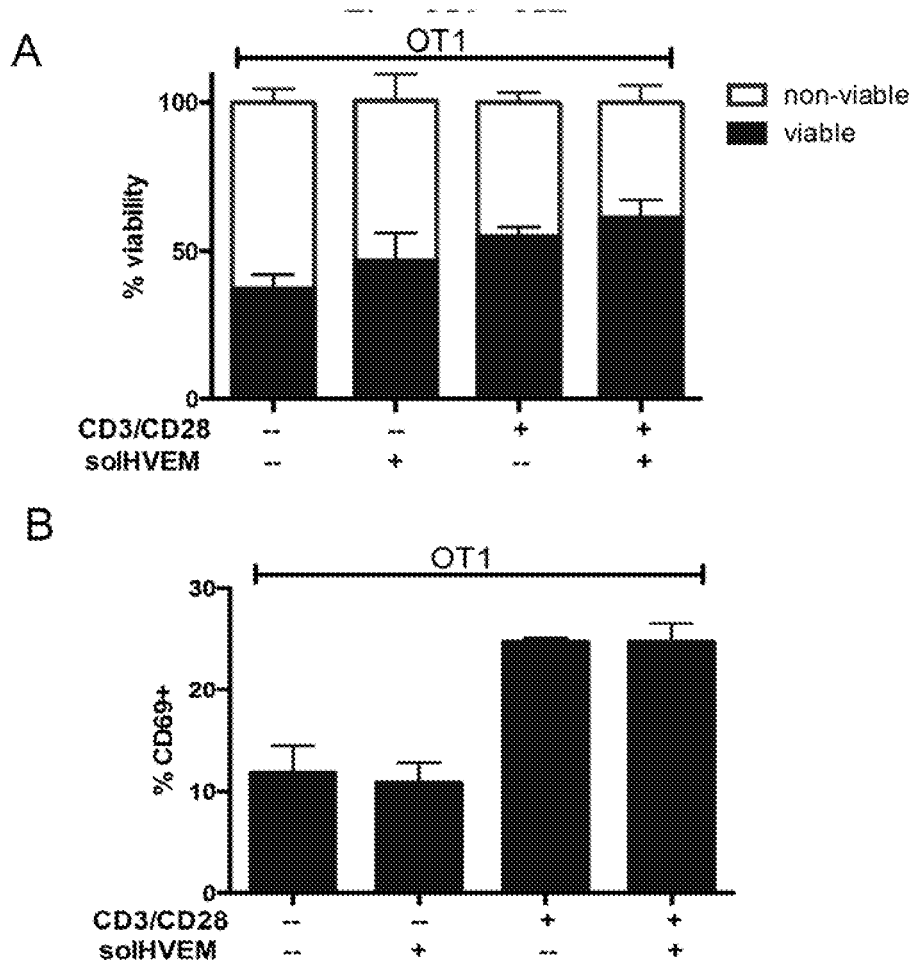 A
OT1
non-viable
viable
100
50
0
% viability
CD3/CD28 -- -- + +
solHVEM -- + -- +
B
OT1
30
20
10
0
% CD69+
CD3/CD28 -- -- + +
solHVEM -- + -- +